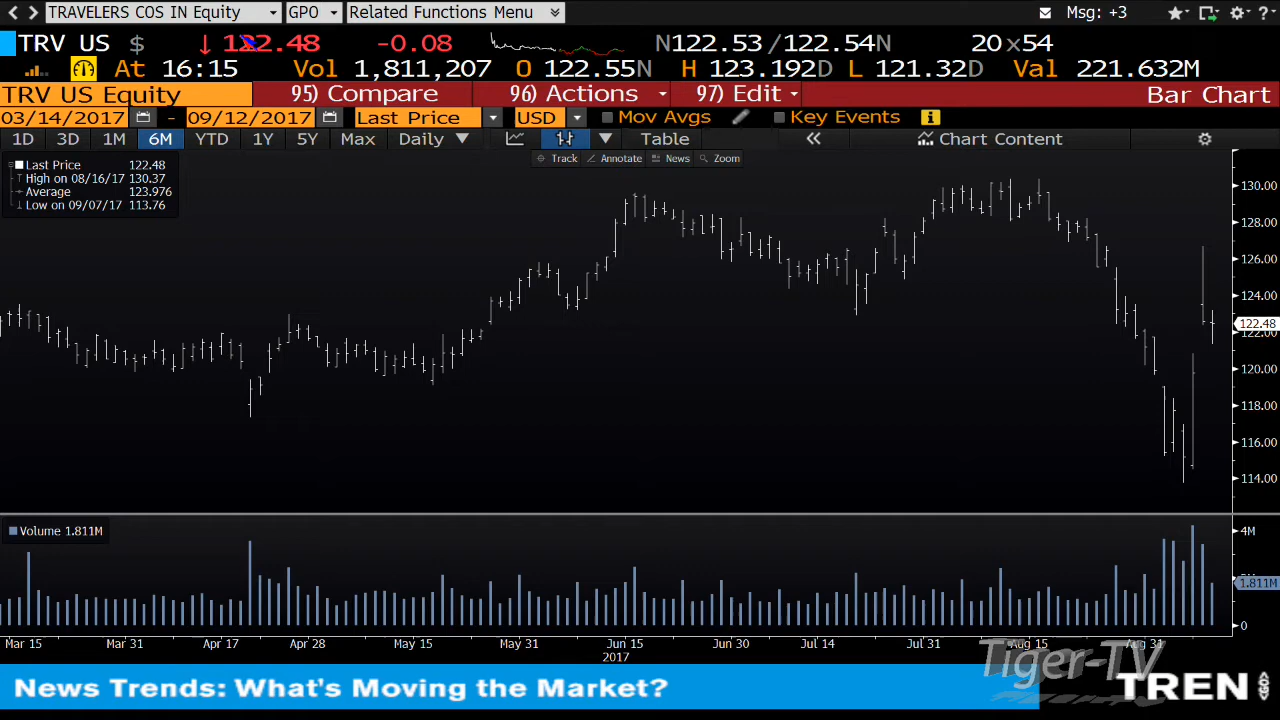 TRAVELERS COS IN Equity GPO Related Functions Menu Msg: +3 ?
TRV US $ ↓ 122.48 -0.08 N122.53 /122.54N 20 x54
At 16:15 Vol 1,811,207 O 122.55N H 123.192D L 121.32D Val 221.632M
TRV US Equity 95) Compare 96) Actions 97) Edit Bar Chart
03/14/2017 - 09/12/2017 Last Price USD Mov Avgs Key Events
1D 3D 1M 6M YTD 1Y 5Y Max Daily Table « Chart Content
Track Annotate News Zoom
Last Price 122.48
High on 08/16/17 130.37
Average 123.976
Low on 09/07/17 113.76
130.00
128.00
126.00
124.00
122.48
122.00
120.00
118.00
116.00
114.00
Volume 1.811M
4M
1.811M
0
Mar 15 Mar 31 Apr 17 Apr 28 May 15 May 31 Jun 15 Jun 30 Jul 14 Jul 31 Aug 15 Aug 31
2017
Tiger-TV
News Trends: What's Moving the Market?
TREN